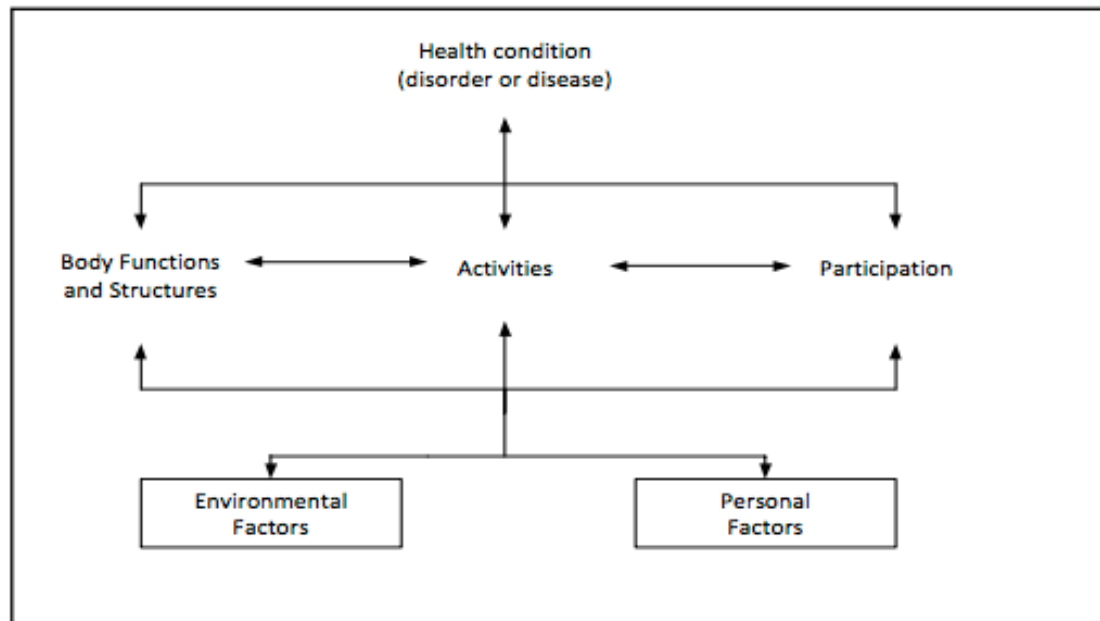 Health condition
(disorder or disease)
Body Functions
and Structures
Activities
Participation
Environmental
Factors
Personal
Factors